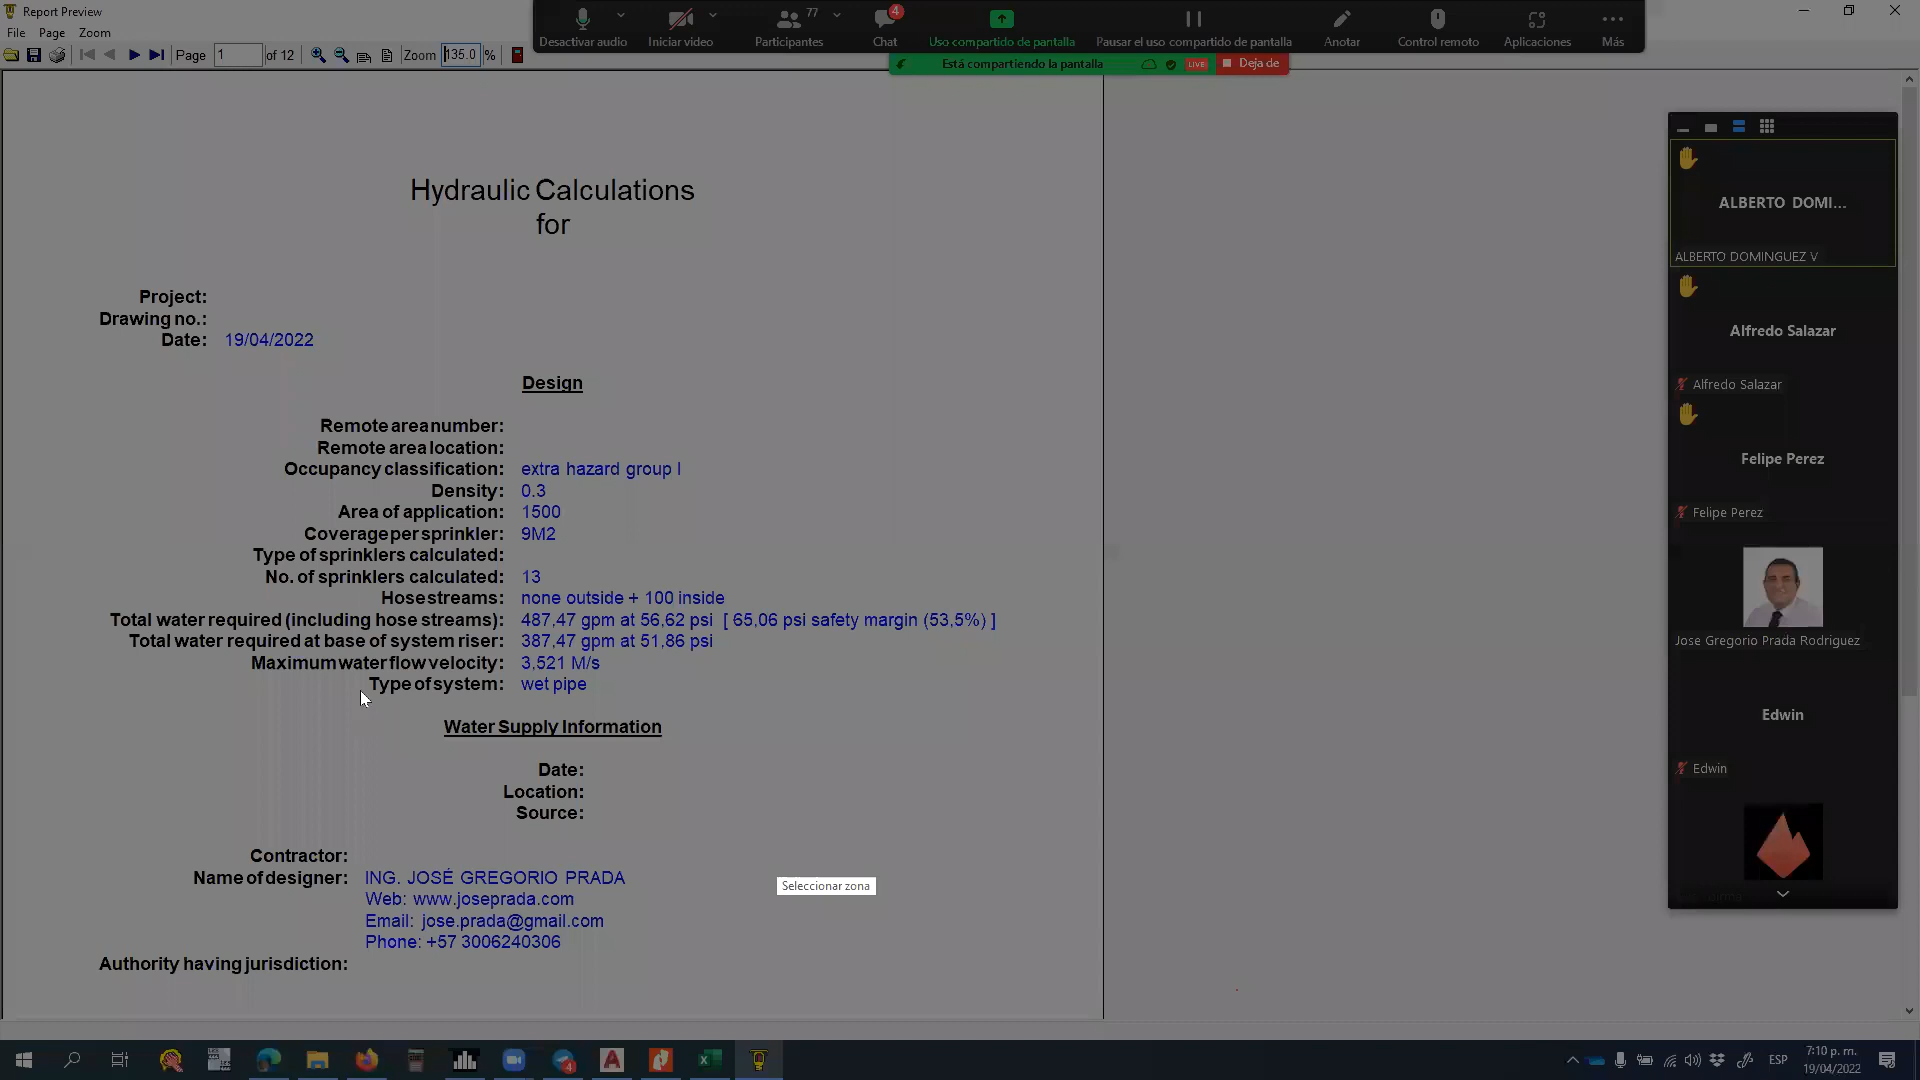 Report Preview
File Page Zoom
Page 1 of 12 Zoom 135.0 %
77
4
Desactivar audio Iniciar video Participantes Chat Uso compartido de pantalla Pausar el uso compartido de pantalla Anotar Control remoto Aplicaciones Más
Está compartiendo la pantalla LIVE Deja de
Hydraulic Calculations
for
Project:
Drawing no.:
Date: 19/04/2022
Design
Remote area number:
Remote area location:
Occupancy classification: extra hazard group I
Density: 0.3
Area of application: 1500
Coverage per sprinkler: 9M2
Type of sprinklers calculated:
No. of sprinklers calculated: 13
Hose streams: none outside + 100 inside
Total water required (including hose streams): 487,47 gpm at 56,62 psi [ 65,06 psi safety margin (53,5%) ]
Total water required at base of system riser: 387,47 gpm at 51,86 psi
Maximum water flow velocity: 3,521 M/s
Type of system: wet pipe
Water Supply Information
Date:
Location:
Source:
Contractor:
Name of designer: ING. JOSÉ GREGORIO PRADA
Web: www.joseprada.com
Email: jose.prada@gmail.com
Phone: +57 3006240306
Authority having jurisdiction:
Seleccionar zona
ALBERTO DOMI...
ALBERTO DOMINGUEZ V
Alfredo Salazar
Alfredo Salazar
Felipe Perez
Felipe Perez
Jose Gregorio Prada Rodriguez
Edwin
Edwin
4
ESP
7:10 p. m.
19/04/2022